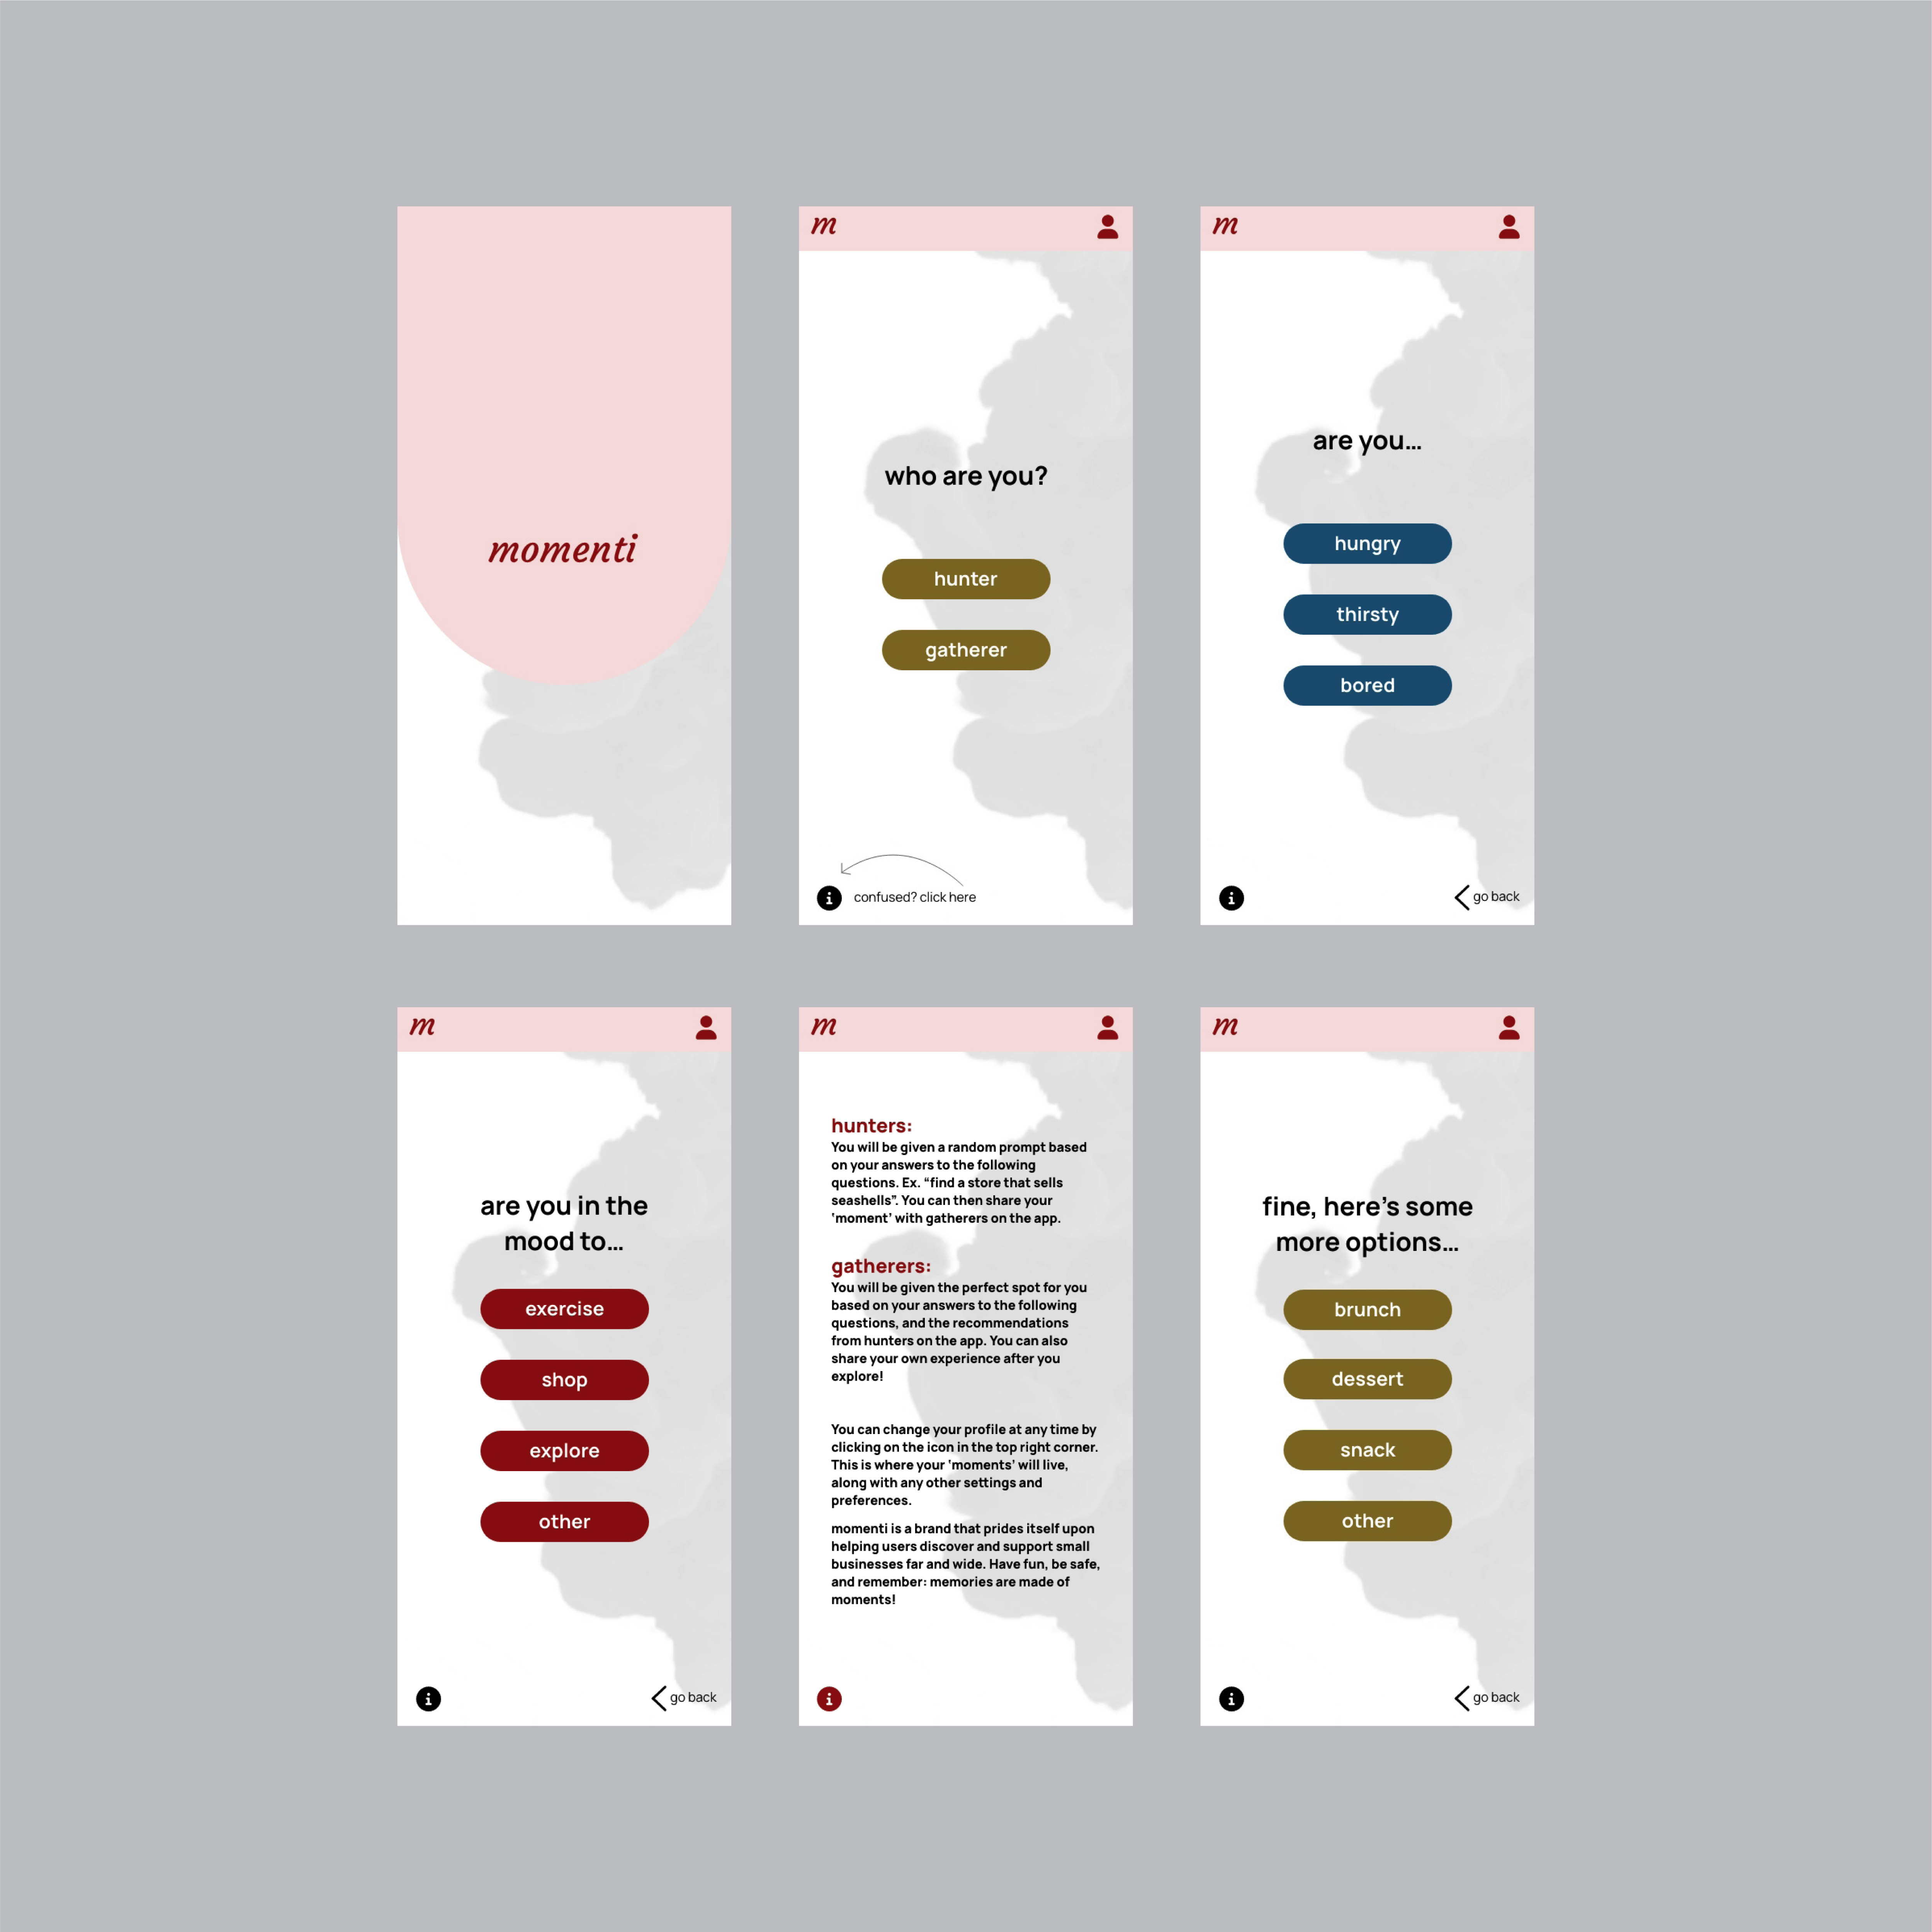 momenti
m
who are you?
hunter
gatherer
confused? click here
m
are you...
hungry
thirsty
bored
go back
m
are you in the
mood to...
exercise
shop
explore
other
go back
m
hunters:
You will be given a random prompt based
on your answers to the following
questions. Ex. “find a store that sells
seashells”. You can then share your
‘moment’ with gatherers on the app.
gatherers:
You will be given the perfect spot for you
based on your answers to the following
questions, and the recommendations
from hunters on the app. You can also
share your own experience after you
explore!
You can change your profile at any time by
clicking on the icon in the top right corner.
This is where your ‘moments’ will live,
along with any other settings and
preferences.
momenti is a brand that prides itself upon
helping users discover and support small
businesses far and wide. Have fun, be safe,
and remember: memories are made of
moments!
m
fine, here’s some
more options...
brunch
dessert
snack
other
go back